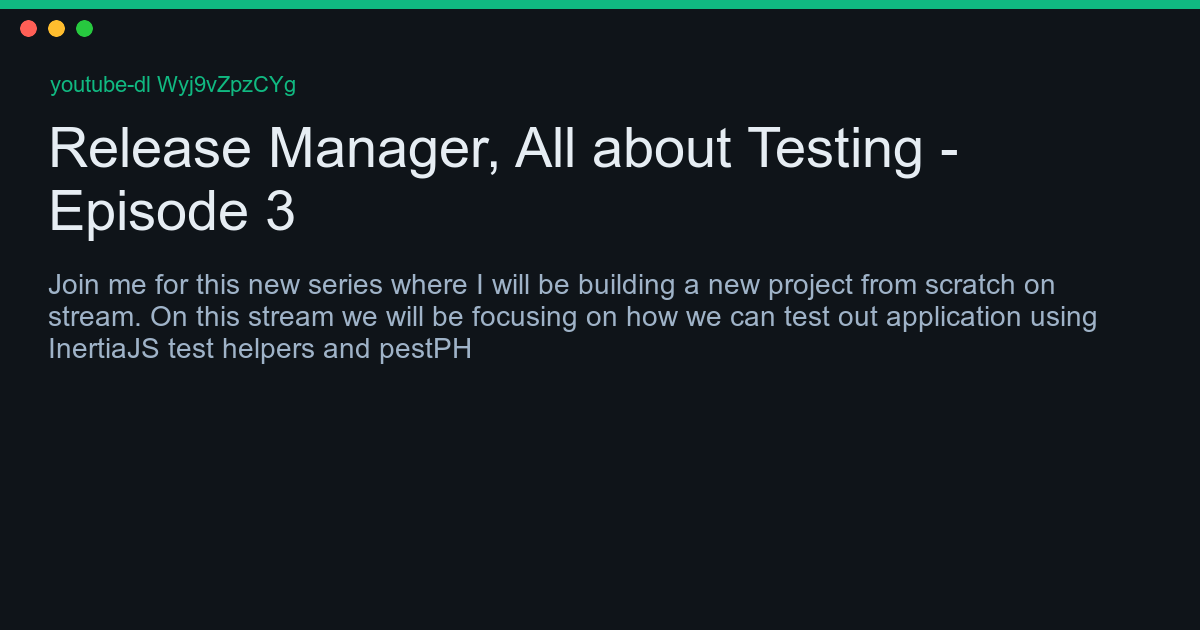 youtube-dl Wyj9vZpzCYg
Release Manager, All about Testing -
Episode 3
Join me for this new series where I will be building a new project from scratch on
stream. On this stream we will be focusing on how we can test out application using
InertiaJS test helpers and pestPH